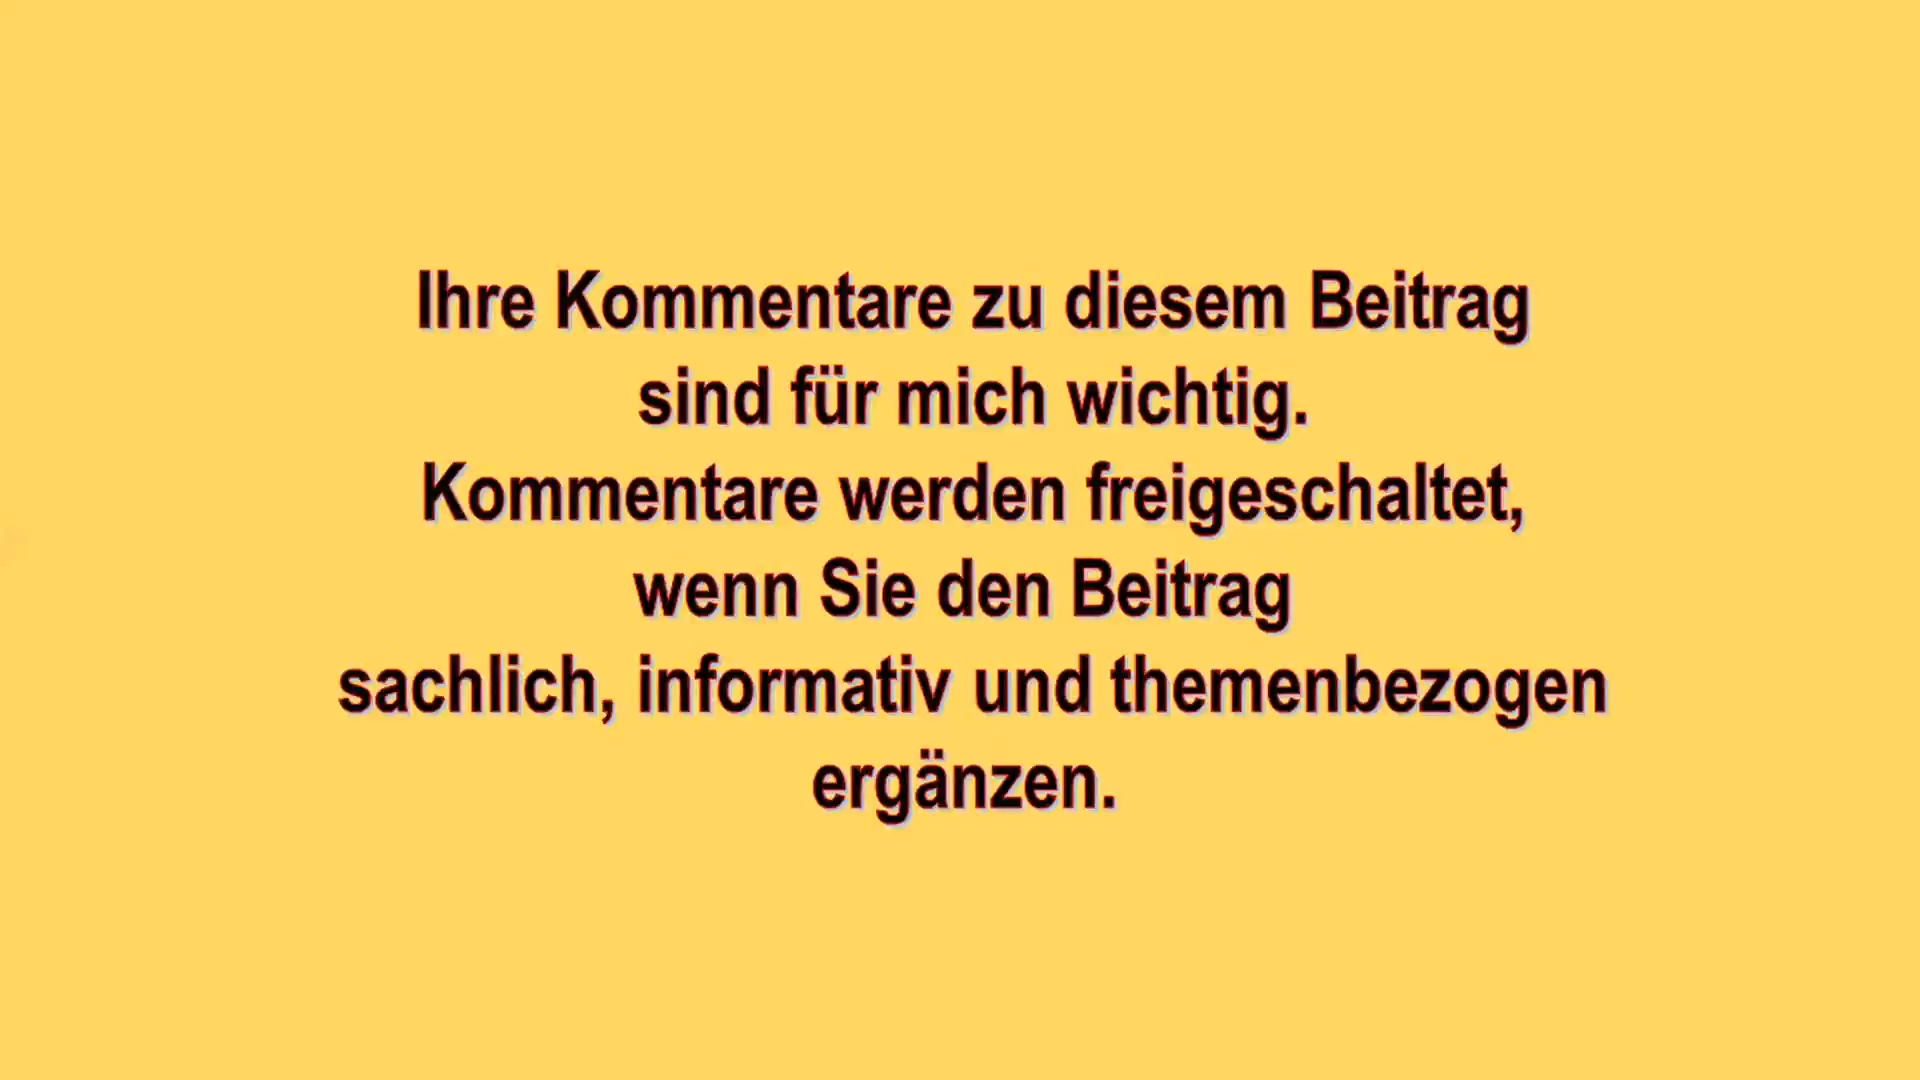 Ihre Kommentare zu diesem Beitrag
sind für mich wichtig.
Kommentare werden freigeschaltet,
wenn Sie den Beitrag
sachlich, informativ und themenbezogen
ergänzen.